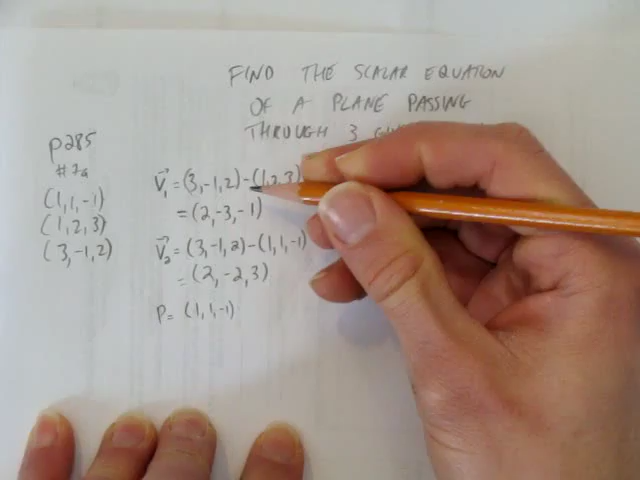 FIND THE SCALAR EQUATION
OF A PLANE PASSING
THROUGH 3
p285
#7a
(1,1,-1)
(1,2,3)
(3,-1,2)
V⃗₁ = (3,-1,2)-(1,2,3)
= (2,-3,-1)
V⃗₂ = (3,-1,2)-(1,1,-1)
= (2,-2,3)
P= (1,1,-1)